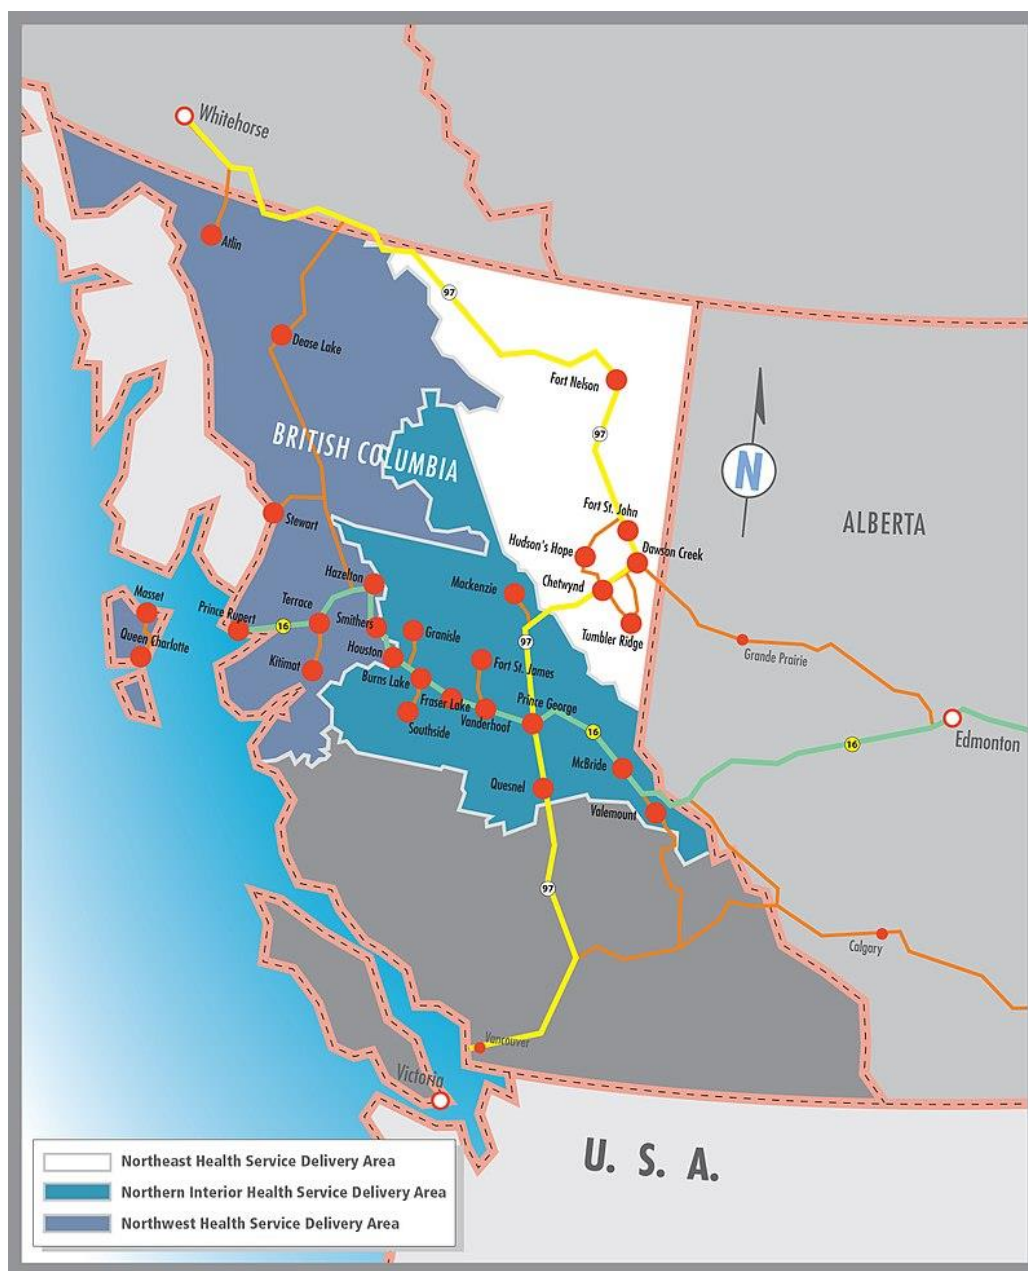 Whitehorse
Atlin
97
Dease Lake
Fort Nelson
97
BRITISH COLUMBIA
N
ALBERTA
Stewart
Fort St. John
Hudson's Hope
Dawson Creek
Chetwynd
Hazelton
Mackenzie
Masset
Prince Rupert
16
Terrace
Smithers
Granisle
97
Tumbler Ridge
Grande Prairie
Queen Charlotte
Kitimat
Houston
Fort St. James
Burns Lake
Fraser Lake
Prince George
Southside
Vanderhoof
16
16
Edmonton
McBride
Quesnel
Valemount
97
Calgary
Vancouver
Victoria
U. S. A.
Northeast Health Service Delivery Area
Northern Interior Health Service Delivery Area
Northwest Health Service Delivery Area